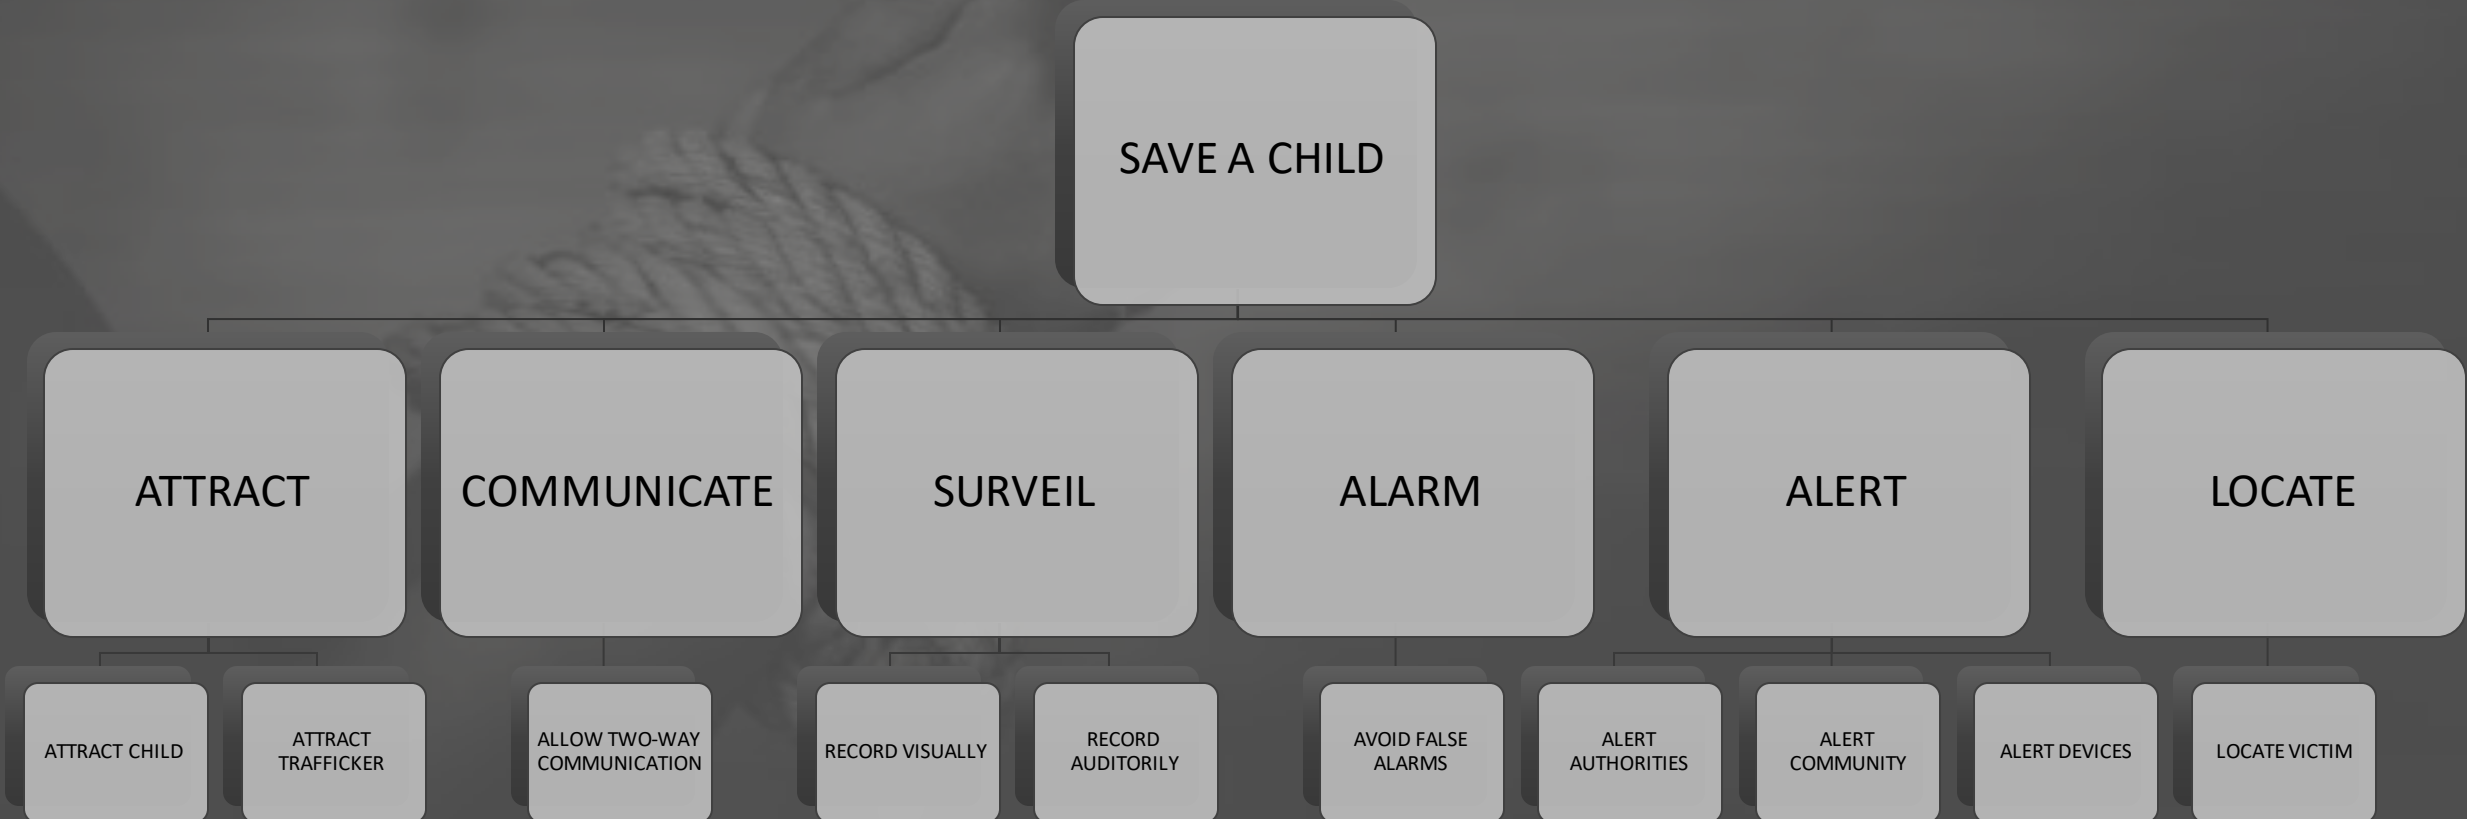 SAVE A CHILD
ATTRACT
COMMUNICATE
SURVEIL
ALARM
ALERT
LOCATE
ATTRACT CHILD
ATTRACT
TRAFFICKER
ALLOW TWO-WAY
COMMUNICATION
RECORD VISUALLY
RECORD
AUDITORILY
AVOID FALSE
ALARMS
ALERT
AUTHORITIES
ALERT
COMMUNITY
ALERT DEVICES
LOCATE VICTIM